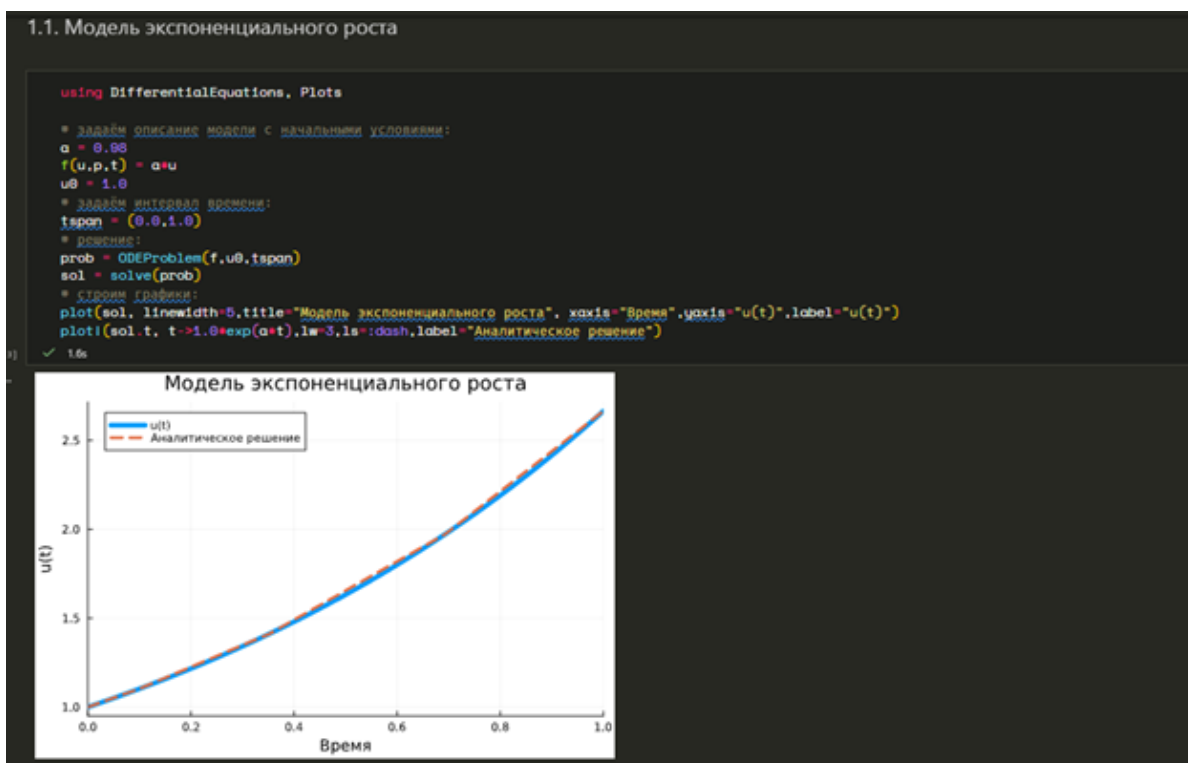 1.1. Модель экспоненциального роста
using DifferentialEquations, Plots
# задаём описание модели с начальными условиями:
a = 0.98
f(u,p,t) = a*u
u0 = 1.0
# задаём интервал времени:
tspan = (0.0,1.0)
# решение:
prob = ODEProblem(f,u0,tspan)
sol = solve(prob)
# строим графики:
plot(sol, linewidth=5,title="Модель экспоненциального роста", xaxis="Время",yaxis="u(t)",label="u(t)")
plot!(sol.t, t->1.0*exp(a*t),lw=3,ls=:dash,label="Аналитическое решение")
✓ 1.6s
Модель экспоненциального роста
u(t)
Аналитическое решение
2.5
2.0
1.5
1.0
u(t)
0.0 0.2 0.4 0.6 0.8 1.0
Время